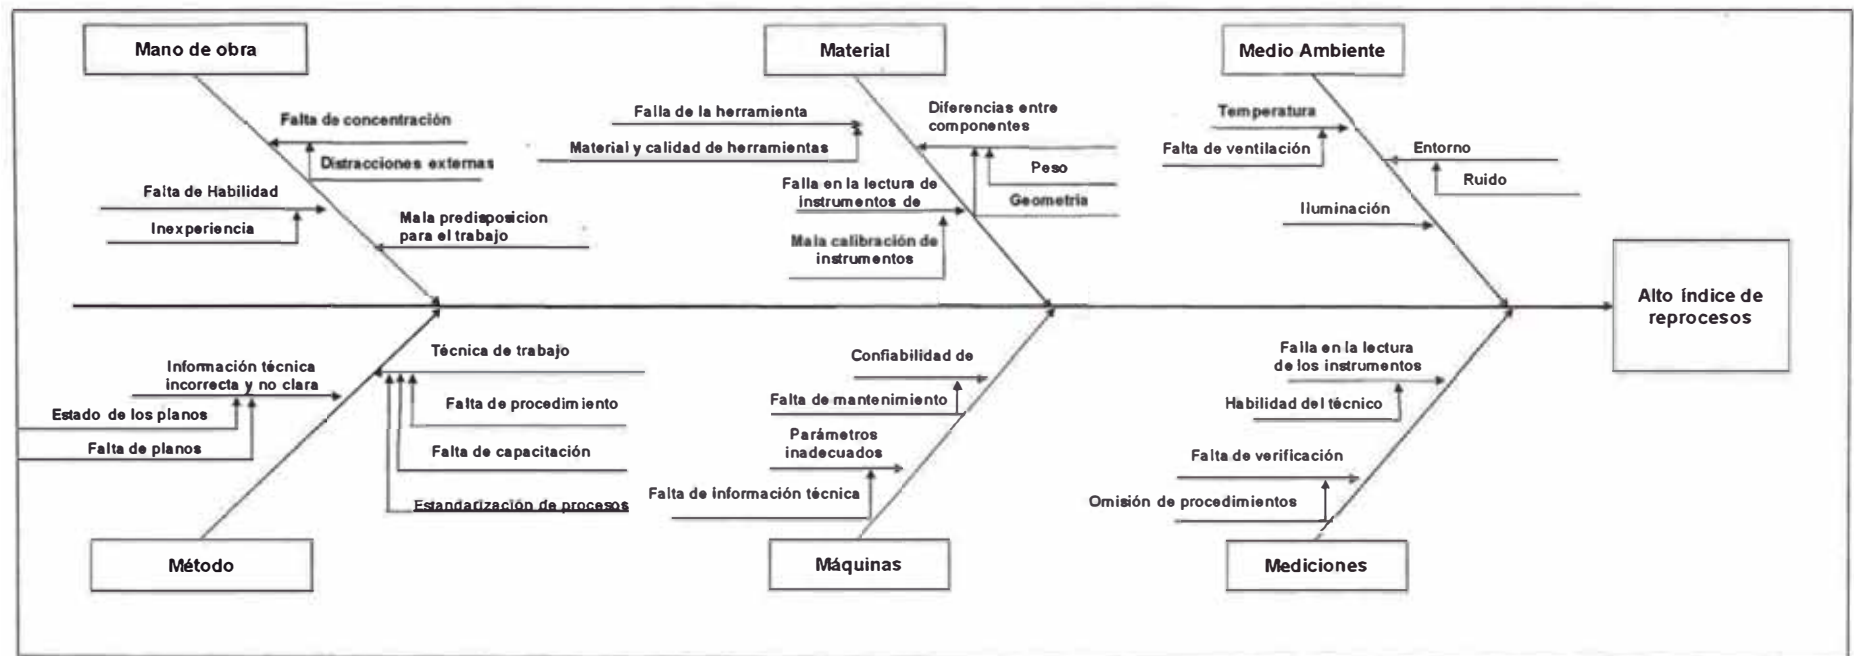 Mano de obra
Material
Medio Ambiente
Falta de concentración
Distracciones externas
Falta de Habilidad
Inexperiencia
Mala predisposicion
para el trabajo
Falla de la herramienta
Material y calidad de herramientas
Diferencias entre
componentes
Peso
Geometría
Falla en la lectura de
instrumentos de
Mala calibración de
instrumentos
Temperatura
Falta de ventilación
Entorno
Ruido
Iluminación
Alto índice de
reprocesos
Información técnica
incorrecta y no clara
Estado de los planos
Falta de planos
Técnica de trabajo
Falta de procedimiento
Falta de capacitación
Estandarización de procesos
Confiabilidad de
Falta de mantenimiento
Parámetros
inadecuados
Falta de información técnica
Falla en la lectura
de los instrumentos
Habilidad del técnico
Falta de verificación
Omisión de procedimientos
Método
Máquinas
Mediciones